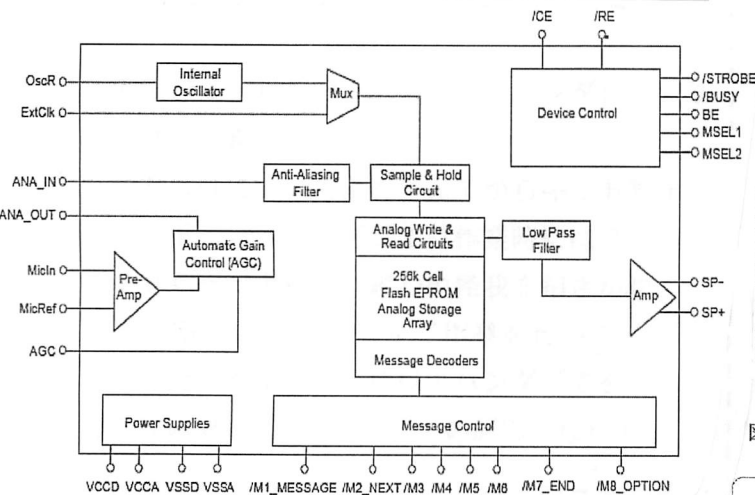 /CE
/RE
OscR
Internal
Oscillator
Mux
ExtClk
Device Control
/STROBE
/BUSY
BE
MSEL1
MSEL2
ANA_IN
Anti-Aliasing
Filter
Sample & Hold
Circuit
ANA_OUT
Automatic Gain
Control (AGC)
Analog Write &
Read Circuits
Low Pass
Filter
MicIn
Pre-
Amp
MicRef
256k Cell
Flash EPROM
Analog Storage
Array
Amp
SP-
SP+
AGC
Message Decoders
Power Supplies
Message Control
VCCD VCCA VSSD VSSA /M1_MESSAGE /M2_NEXT /M3 /M4 /M5 /M6 /M7_END /M8_OPTION